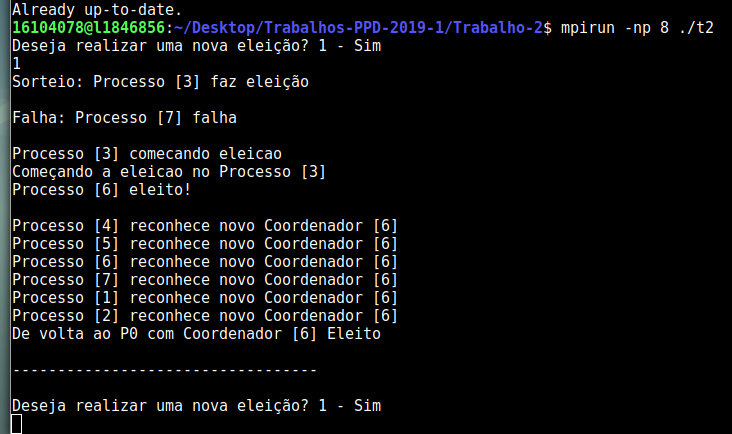 Already up-to-date.
16104078@l1846856:~/Desktop/Trabalhos-PPD-2019-1/Trabalho-2$ mpirun -np 8 ./t2
Deseja realizar uma nova eleição? 1 - Sim
1
Sorteio: Processo [3] faz eleição
Falha: Processo [7] falha
Processo [3] comecando eleicao
Começando a eleicao no Processo [3]
Processo [6] eleito!
Processo [4] reconhece novo Coordenador [6]
Processo [5] reconhece novo Coordenador [6]
Processo [6] reconhece novo Coordenador [6]
Processo [7] reconhece novo Coordenador [6]
Processo [1] reconhece novo Coordenador [6]
Processo [2] reconhece novo Coordenador [6]
De volta ao P0 com Coordenador [6] Eleito
----------------------------------
Deseja realizar uma nova eleição? 1 - Sim